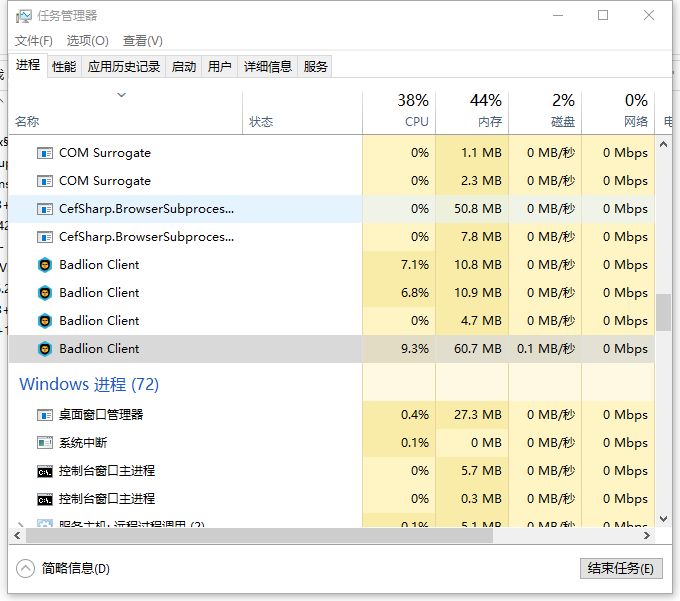 任务管理器
文件(F) 选项(O) 查看(V)
进程 性能 应用历史记录 启动 用户 详细信息 服务
38% 44% 2% 0%
名称 状态 CPU 内存 磁盘 网络
COM Surrogate 0% 1.1 MB 0 MB/秒 0 Mbps
COM Surrogate 0% 2.3 MB 0 MB/秒 0 Mbps
CefSharp.BrowserSubproces... 0% 50.8 MB 0 MB/秒 0 Mbps
CefSharp.BrowserSubproces... 0% 7.8 MB 0 MB/秒 0 Mbps
Badlion Client 7.1% 10.8 MB 0 MB/秒 0 Mbps
Badlion Client 6.8% 10.9 MB 0 MB/秒 0 Mbps
Badlion Client 0% 4.7 MB 0 MB/秒 0 Mbps
Badlion Client 9.3% 60.7 MB 0.1 MB/秒 0 Mbps
Windows 进程 (72)
桌面窗口管理器 0.4% 27.3 MB 0 MB/秒 0 Mbps
系统中断 0.1% 0 MB 0 MB/秒 0 Mbps
控制台窗口主进程 0% 5.7 MB 0 MB/秒 0 Mbps
控制台窗口主进程 0% 0.3 MB 0 MB/秒 0 Mbps
服务主机: 远程过程调用 (2) 0.1% 5.1 MB 0 MB/秒 0 Mbps
简略信息(D) 结束任务(E)